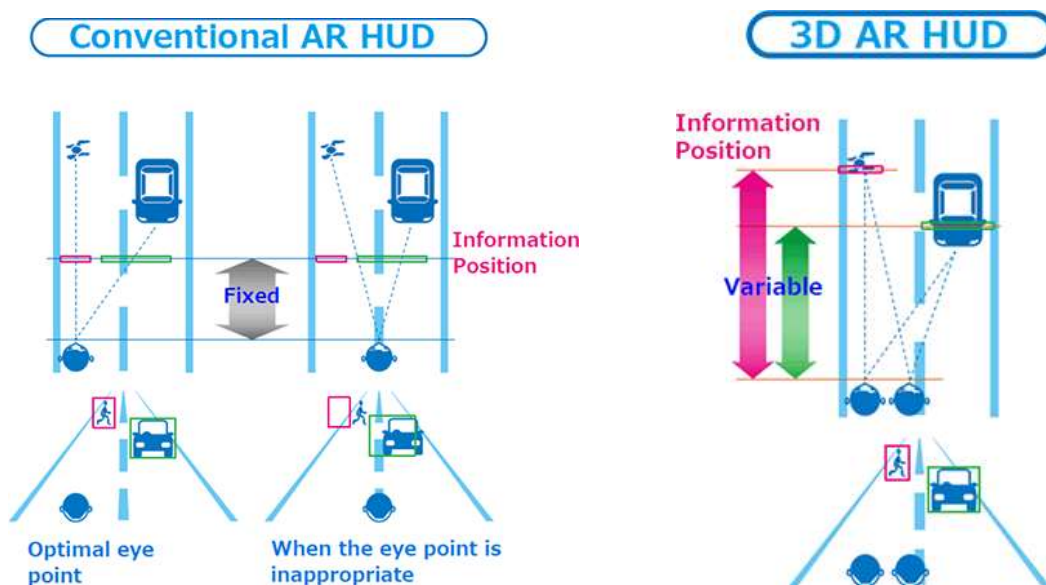 Conventional AR HUD
3D AR HUD
Information
Position
Fixed
Information
Position
Variable
Optimal eye
point
When the eye point is
inappropriate